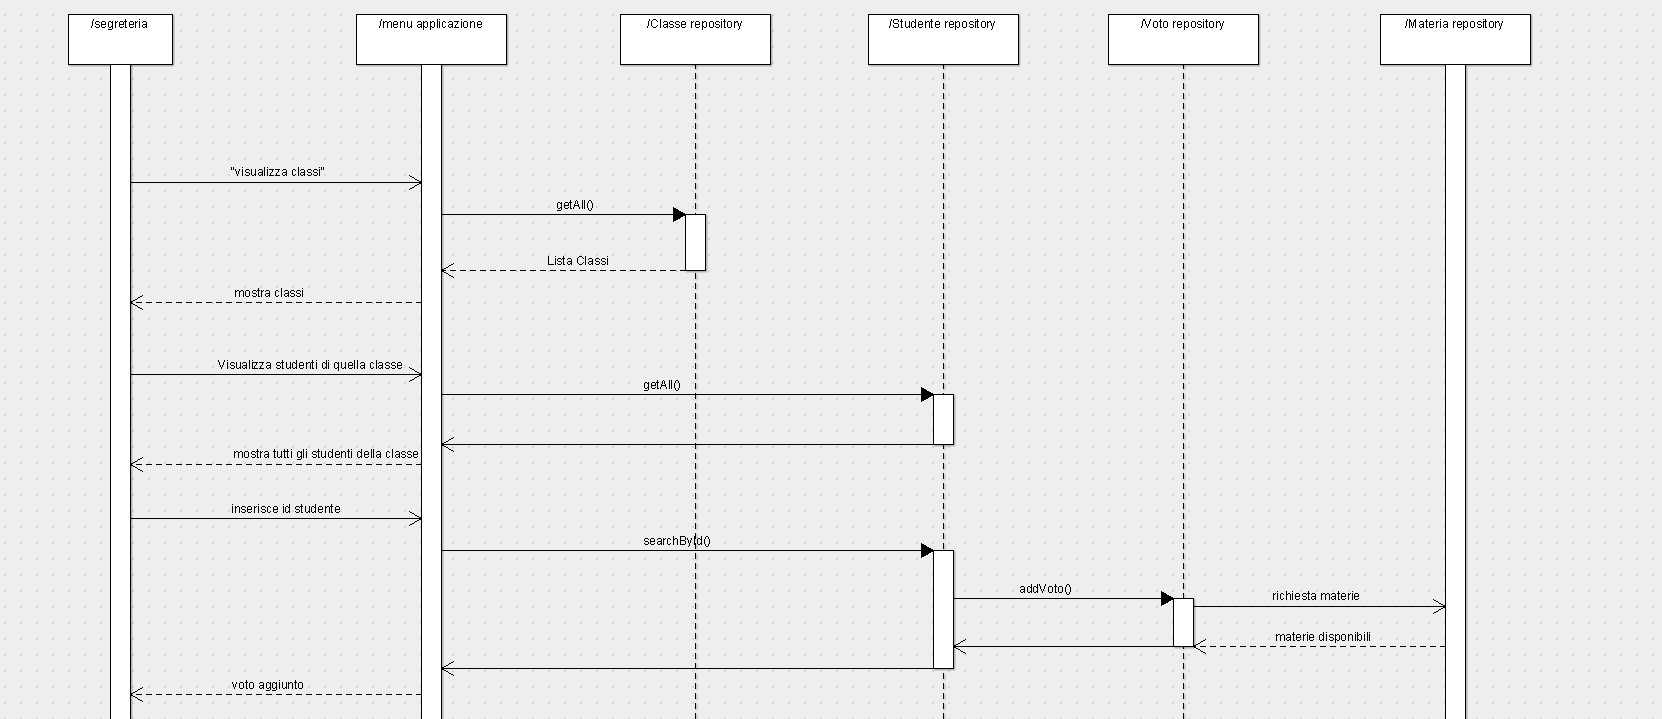 /segreteria
/menu applicazione
/Classe repository
/Studente repository
/Voto repository
/Materia repository
"visualizza classi"
getAll()
Lista Classi
mostra classi
Visualizza studenti di quella classe
getAll()
mostra tutti gli studenti della classe
inserisce id studente
searchById()
addVoto()
richiesta materie
materie disponibili
voto aggiunto